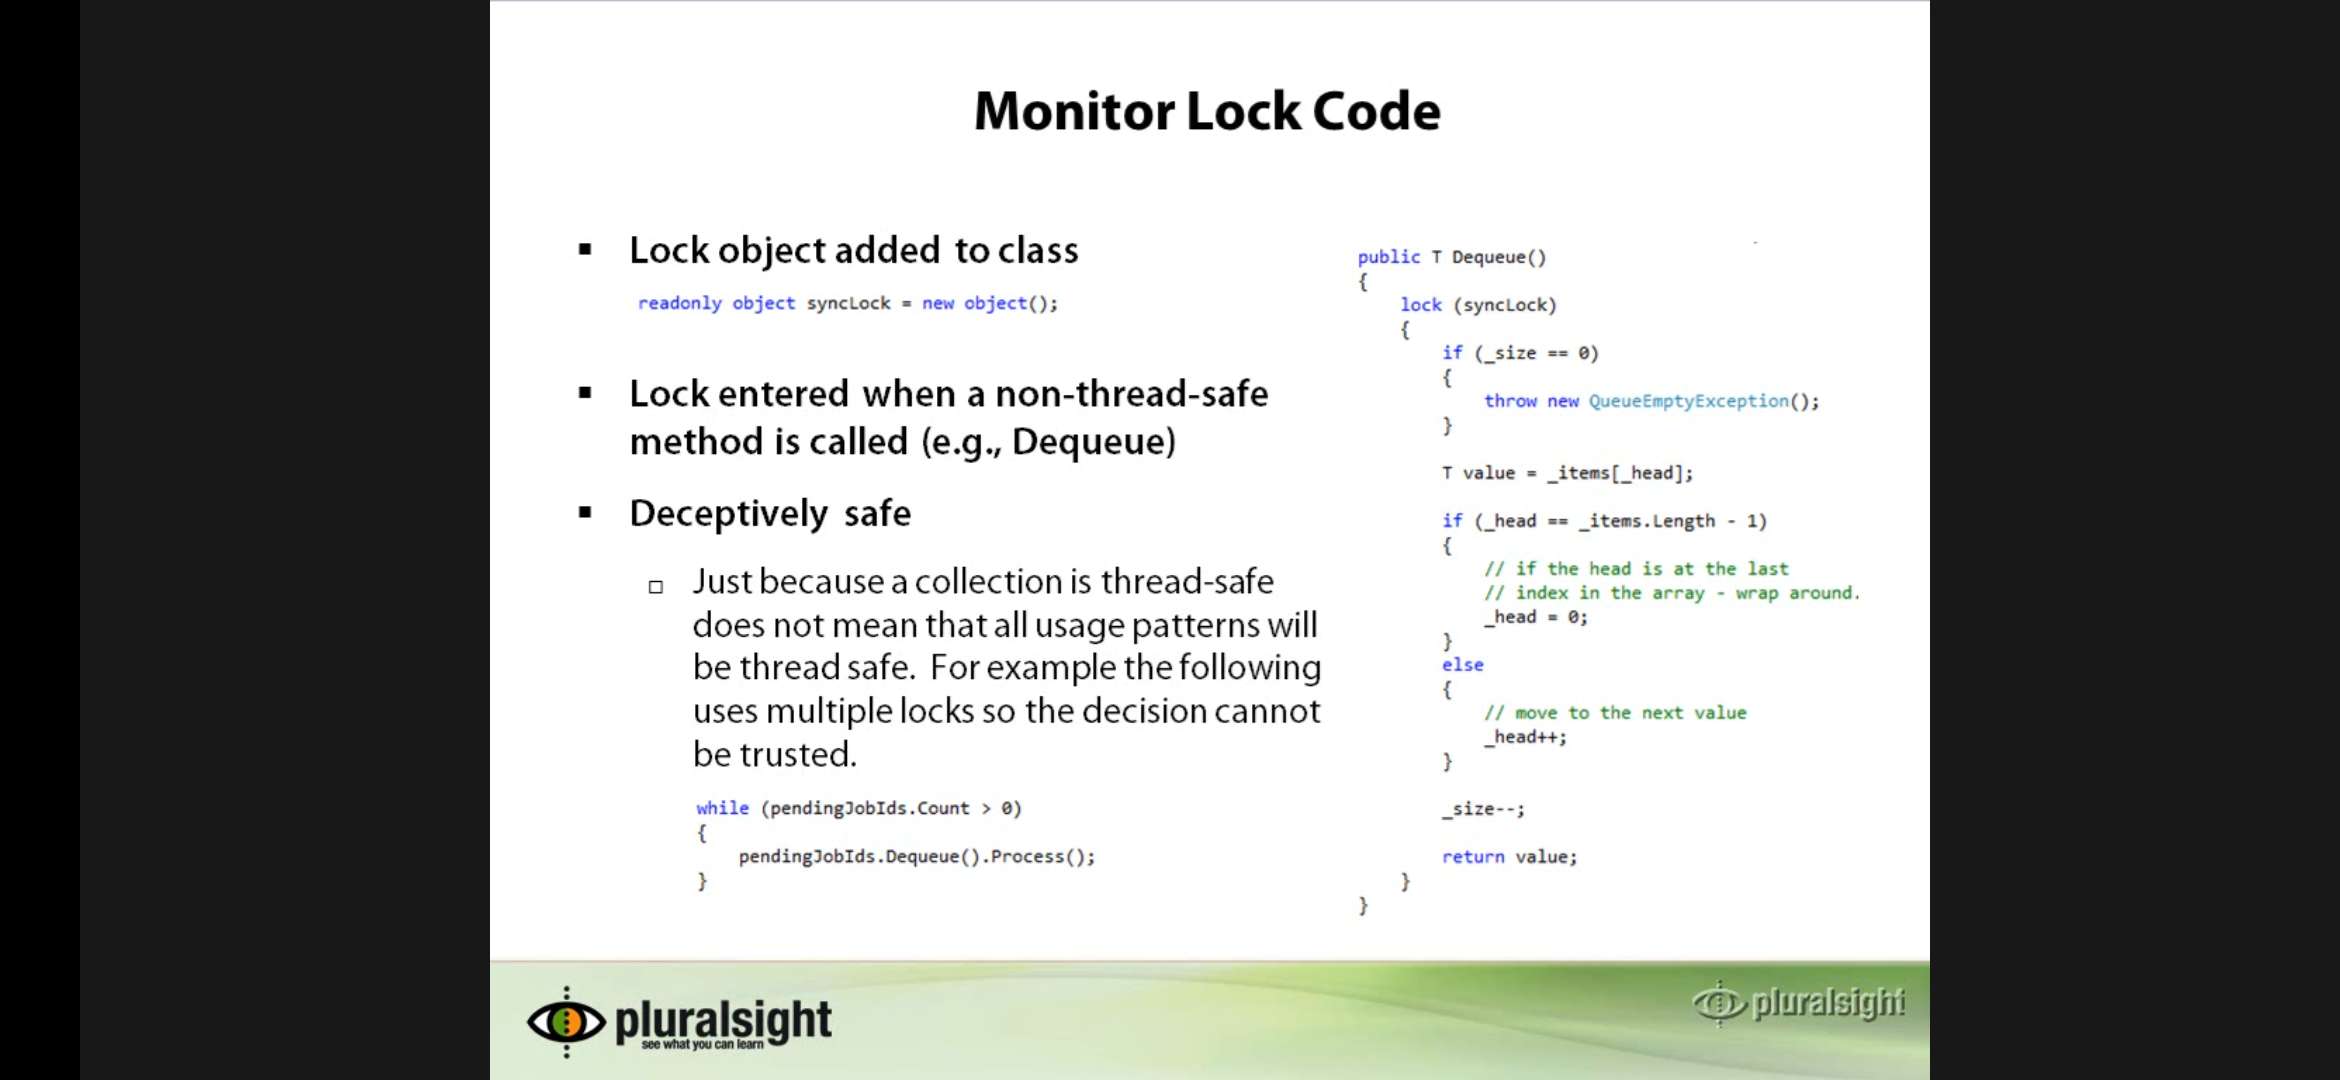 Monitor Lock Code
▪ Lock object added to class
readonly object syncLock = new object();
▪ Lock entered when a non-thread-safe
method is called (e.g., Dequeue)
▪ Deceptively safe
▫ Just because a collection is thread-safe
does not mean that all usage patterns will
be thread safe. For example the following
uses multiple locks so the decision cannot
be trusted.
while (pendingJobIds.Count > 0)
{
    pendingJobIds.Dequeue().Process();
}
public T Dequeue()
{
    lock (syncLock)
    {
        if (_size == 0)
        {
            throw new QueueEmptyException();
        }
        T value = _items[_head];
        if (_head == _items.Length - 1)
        {
            // if the head is at the last
            // index in the array - wrap around.
            _head = 0;
        }
        else
        {
            // move to the next value
            _head++;
        }
        _size--;
        return value;
    }
}
pluralsight
see what you can learn
pluralsight